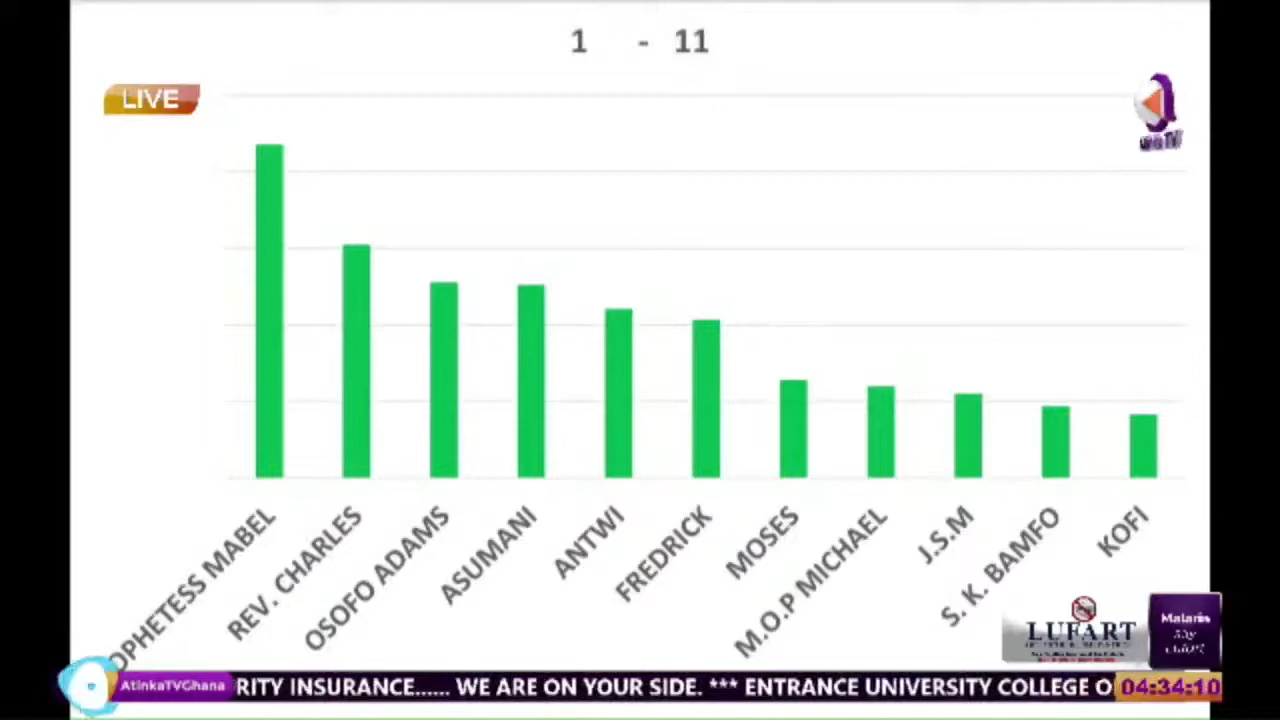 1 - 11
LIVE
OPHETESS MABEL
REV. CHARLES
OSOFO ADAMS
ASUMANI
ANTWI
FREDRICK
MOSES
M.O.P MICHAEL
J.S.M
S. K. BAMFO
KOFI
LUFART
Malaria
AtinkaTVGhana
RITY INSURANCE...... WE ARE ON YOUR SIDE. *** ENTRANCE UNIVERSITY COLLEGE O
04:34:10